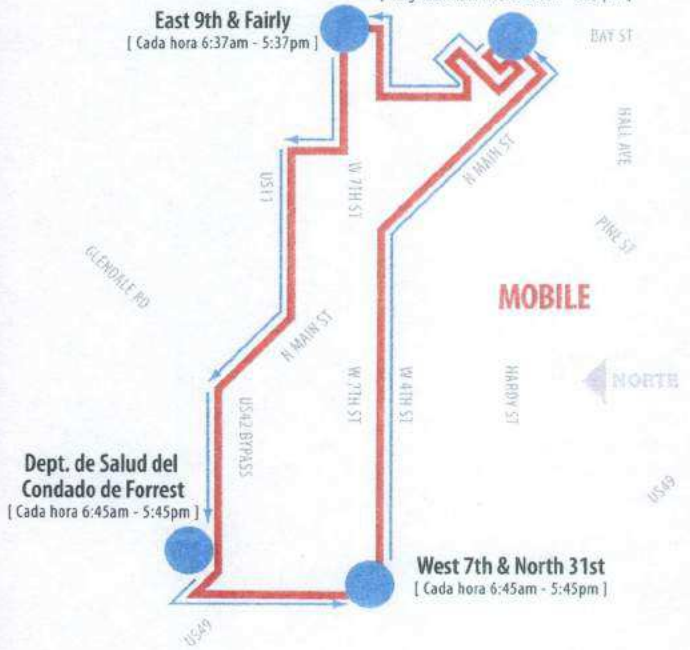 East 9th & Fairly
[ Cada hora 6:37am - 5:37pm ]
BAY ST
HALL AVE
N MAIN ST
W 7TH ST
US11
PINE ST
GLENDALE RD
MOBILE
N MAIN ST
NORTE
W 7TH ST
W 4TH ST
HARDY ST
US42 BYPASS
Dept. de Salud del
Condado de Forrest
[ Cada hora 6:45am - 5:45pm ]
US49
West 7th & North 31st
[ Cada hora 6:45am - 5:45pm ]
US49